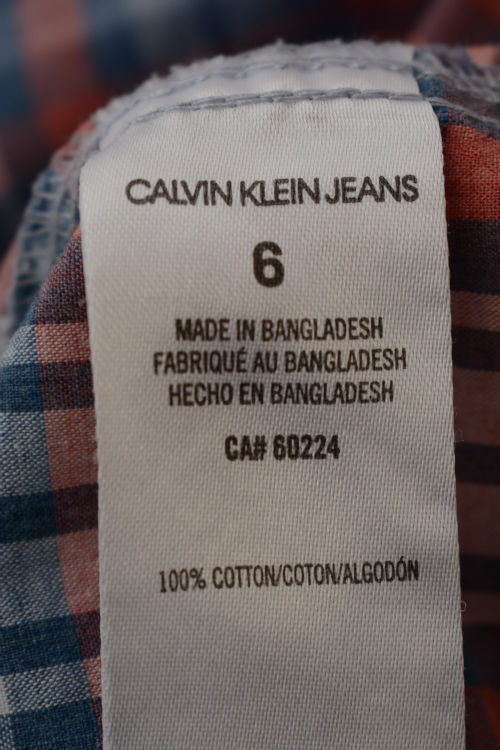 CALVIN KLEIN JEANS
6
MADE IN BANGLADESH
FABRIQUÉ AU BANGLADESH
HECHO EN BANGLADESH
CA# 60224
100% COTTON/COTON/ALGODÓN